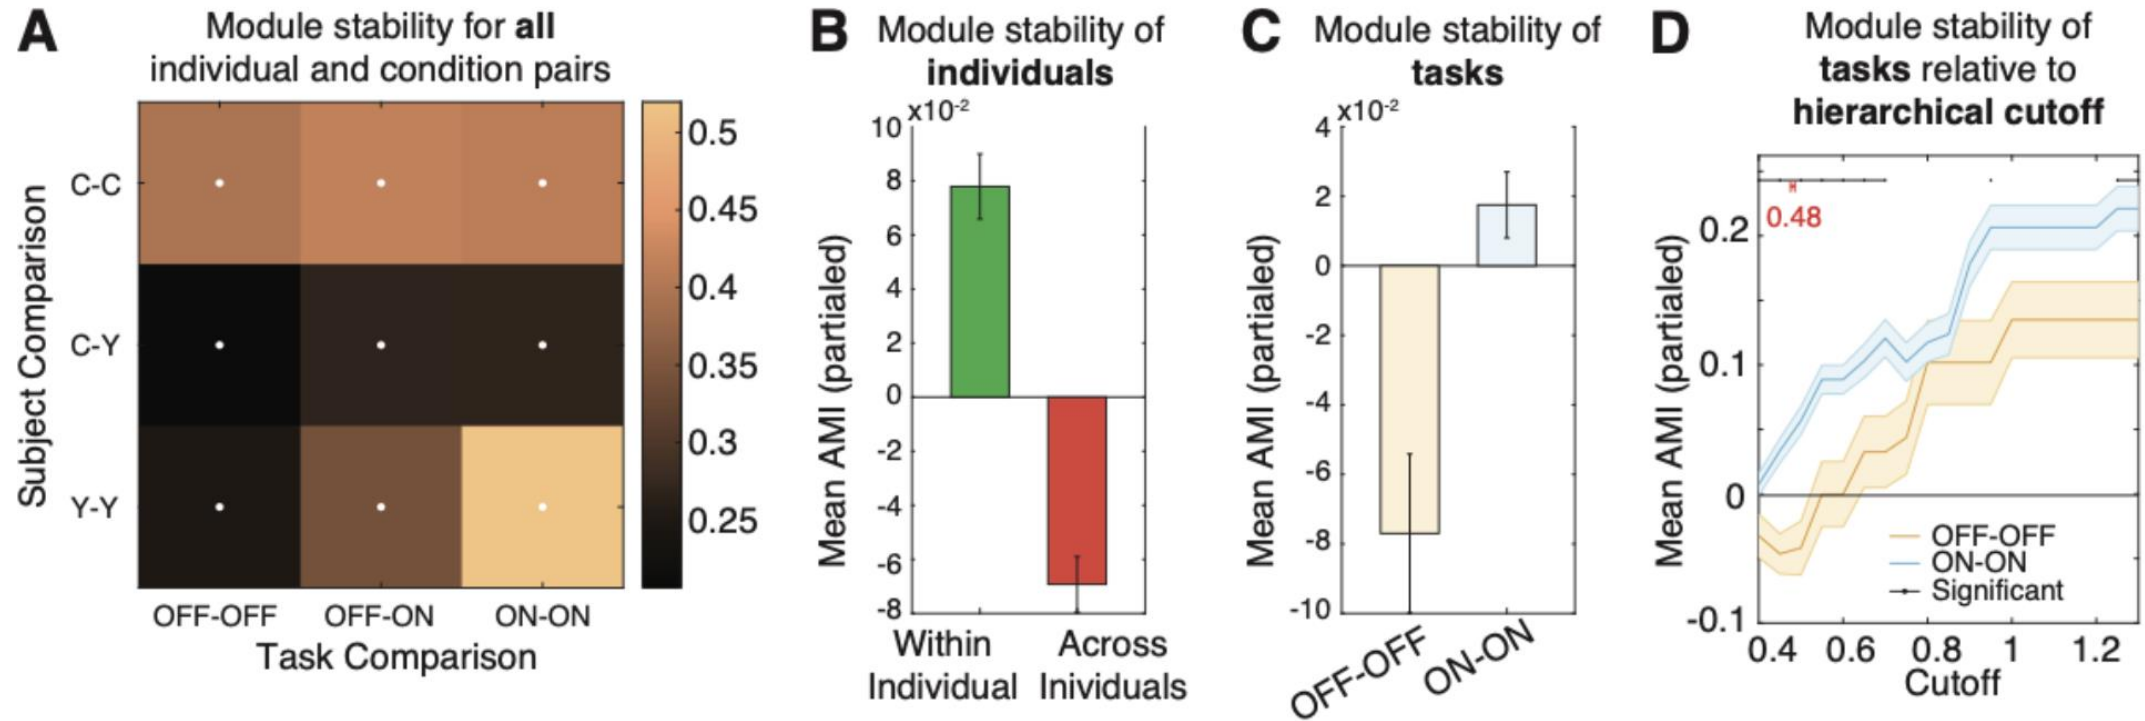 A
Module stability for all
individual and condition pairs
Subject Comparison
C-C
C-Y
Y-Y
OFF-OFF OFF-ON ON-ON
Task Comparison
0.5
0.45
0.4
0.35
0.3
0.25
B
Module stability of
individuals
x10-2
Mean AMI (partialed)
10
8
6
4
2
0
-2
-4
-6
-8
Within Across
Individual Inividuals
C
Module stability of
tasks
x10-2
Mean AMI (partialed)
4
2
0
-2
-4
-6
-8
-10
OFF-OFF ON-ON
D
Module stability of
tasks relative to
hierarchical cutoff
Mean AMI (partialed)
0.2
0.1
0
-0.1
0.48
OFF-OFF
ON-ON
Significant
0.4 0.6 0.8 1 1.2
Cutoff